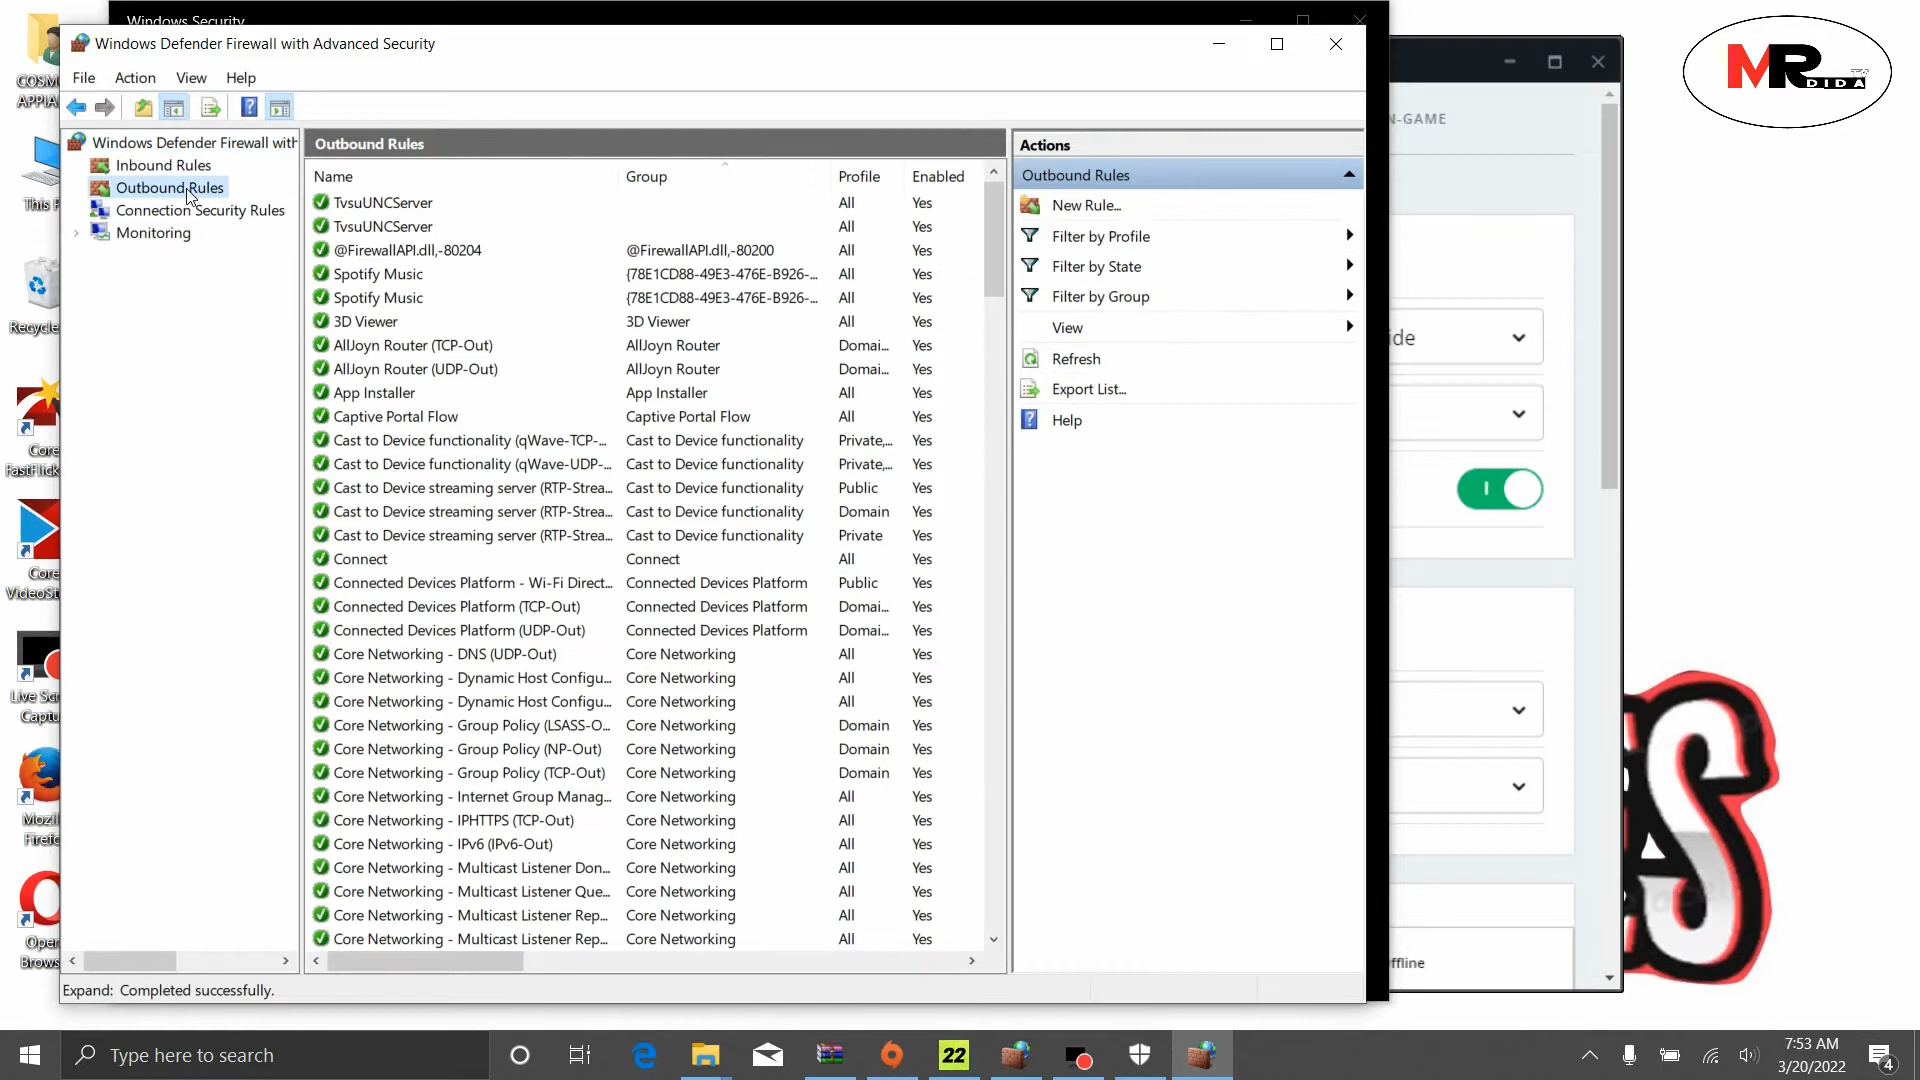 Windows Security
Windows Defender Firewall with Advanced Security
File Action View Help
Windows Defender Firewall with
Inbound Rules
Outbound Rules
Connection Security Rules
Monitoring
Outbound Rules
Name Group Profile Enabled
TvsuUNCServer All Yes
TvsuUNCServer All Yes
@FirewallAPI.dll,-80204 @FirewallAPI.dll,-80200 All Yes
Spotify Music {78E1CD88-49E3-476E-B926-... All Yes
Spotify Music {78E1CD88-49E3-476E-B926-... All Yes
3D Viewer 3D Viewer All Yes
AllJoyn Router (TCP-Out) AllJoyn Router Domai... Yes
AllJoyn Router (UDP-Out) AllJoyn Router Domai... Yes
App Installer App Installer All Yes
Captive Portal Flow Captive Portal Flow All Yes
Cast to Device functionality (qWave-TCP-... Cast to Device functionality Private,... Yes
Cast to Device functionality (qWave-UDP-... Cast to Device functionality Private,... Yes
Cast to Device streaming server (RTP-Strea... Cast to Device functionality Public Yes
Cast to Device streaming server (RTP-Strea... Cast to Device functionality Domain Yes
Cast to Device streaming server (RTP-Strea... Cast to Device functionality Private Yes
Connect Connect All Yes
Connected Devices Platform - Wi-Fi Direct... Connected Devices Platform Public Yes
Connected Devices Platform (TCP-Out) Connected Devices Platform Domai... Yes
Connected Devices Platform (UDP-Out) Connected Devices Platform Domai... Yes
Core Networking - DNS (UDP-Out) Core Networking All Yes
Core Networking - Dynamic Host Configu... Core Networking All Yes
Core Networking - Dynamic Host Configu... Core Networking All Yes
Core Networking - Group Policy (LSASS-O... Core Networking Domain Yes
Core Networking - Group Policy (NP-Out) Core Networking Domain Yes
Core Networking - Group Policy (TCP-Out) Core Networking Domain Yes
Core Networking - Internet Group Manag... Core Networking All Yes
Core Networking - IPHTTPS (TCP-Out) Core Networking All Yes
Core Networking - IPv6 (IPv6-Out) Core Networking All Yes
Core Networking - Multicast Listener Don... Core Networking All Yes
Core Networking - Multicast Listener Que... Core Networking All Yes
Core Networking - Multicast Listener Rep... Core Networking All Yes
Core Networking - Multicast Listener Rep... Core Networking All Yes
Actions
Outbound Rules
New Rule...
Filter by Profile
Filter by State
Filter by Group
View
Refresh
Export List...
Help
Expand: Completed successfully.
N-GAME
ide
ffline
MR DIDA TV
COSM
APPIA
This P
Recycle
Core
FastFlick
Core
VideoSt
Live Scr
Captu
Mozi
Firef
Oper
Brows
Type here to search
22
7:53 AM
3/20/2022
4